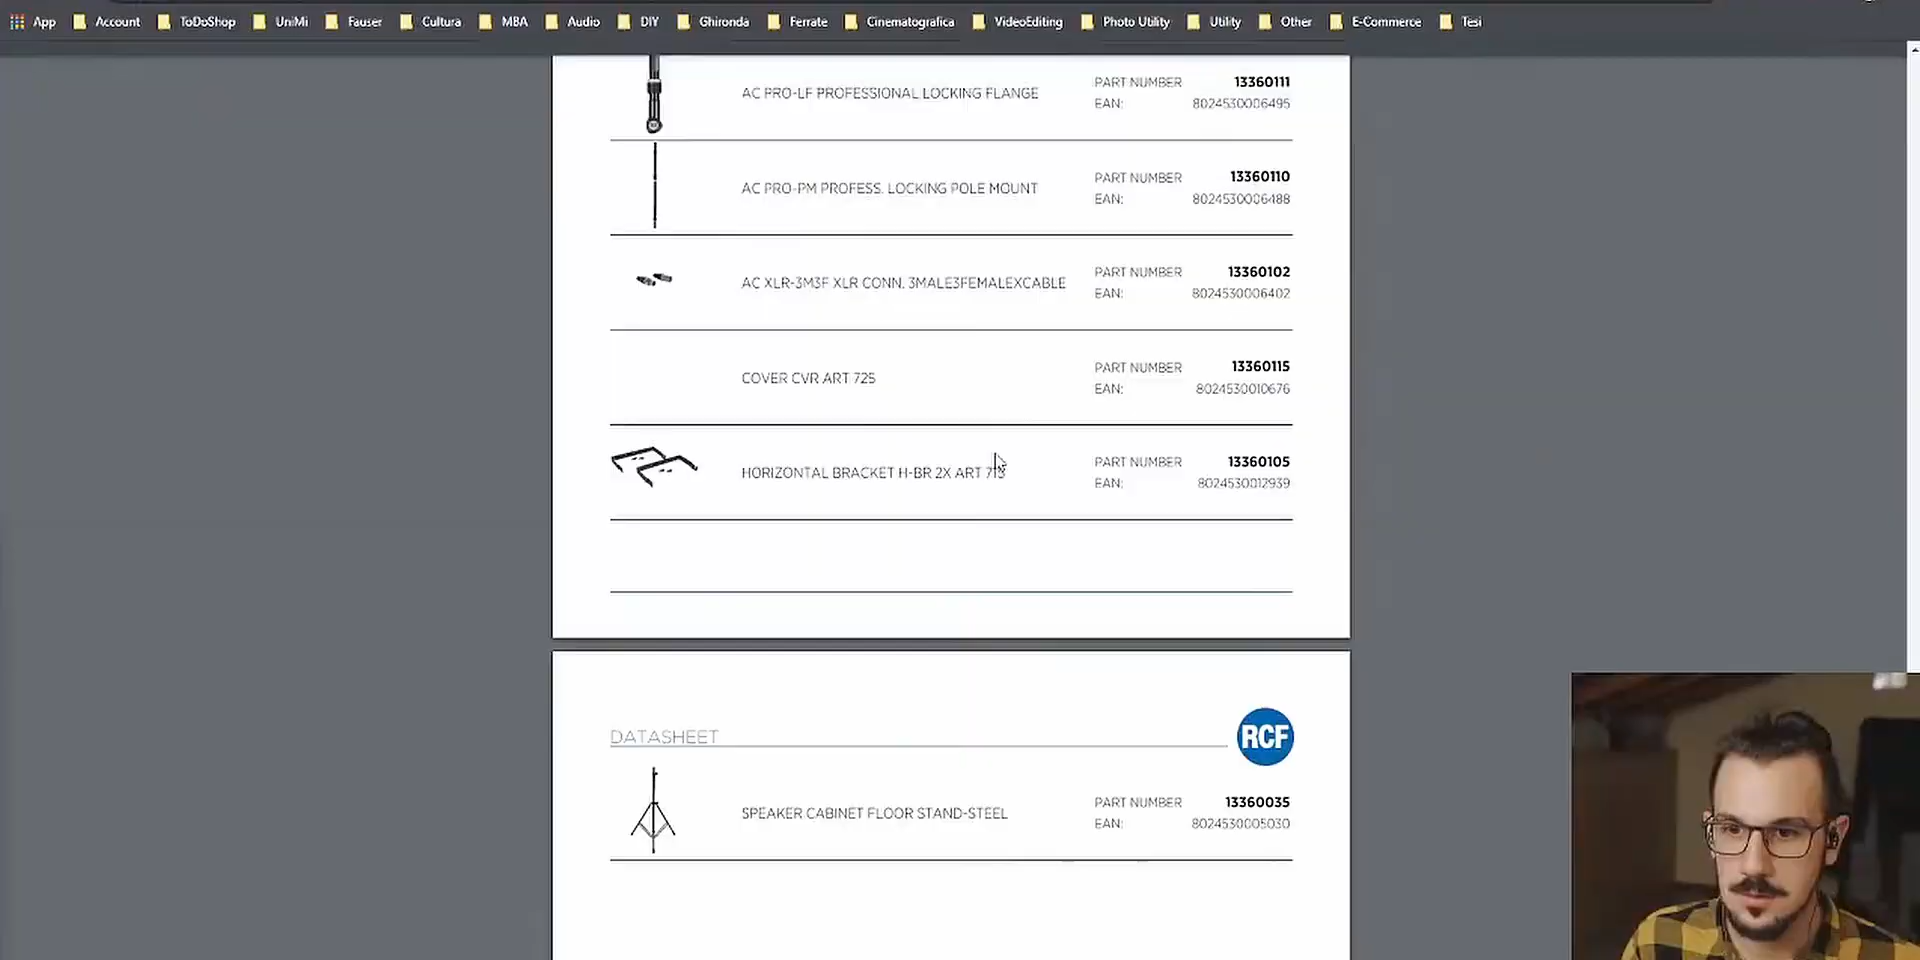 App Account ToDoShop UniMi Fauser Cultura MBA Audio DIY Ghironda Ferrate Cinematografica VideoEditing Photo Utility Utility Other E-Commerce Tesi
AC PRO-LF PROFESSIONAL LOCKING FLANGE
PART NUMBER 13360111
EAN: 8024530006495
AC PRO-PM PROFESS. LOCKING POLE MOUNT
PART NUMBER 13360110
EAN: 8024530006488
AC XLR-3M3F XLR CONN. 3MALE3FEMALEXCABLE
PART NUMBER 13360102
EAN: 8024530006402
COVER CVR ART 725
PART NUMBER 13360115
EAN: 8024530010676
HORIZONTAL BRACKET H-BR 2X ART
PART NUMBER 13360105
EAN: 8024530012939
DATASHEET
RCF
SPEAKER CABINET FLOOR STAND-STEEL
PART NUMBER 13360035
EAN: 8024530005030